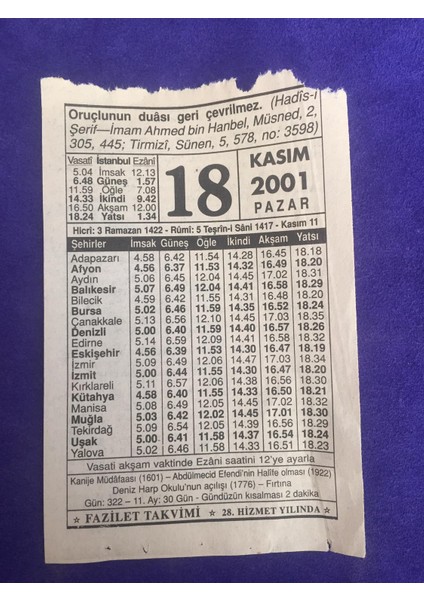 Oruçlunun duâsı geri çevrilmez. (Hadîs-i
Şerif—İmam Ahmed bin Hanbel, Müsned, 2,
305, 445; Tirmizî, Sünen, 5, 578, no: 3598)
Vasatî İstanbul Ezânî
5.04 İmsak 12.13
6.48 Güneş 1.57
11.59 Öğle 7.08
14.33 İkindi 9.42
16.50 Akşam 12.00
18.24 Yatsı 1.34
18
KASIM
2001
PAZAR
Hicrî: 3 Ramazan 1422 - Rûmî: 5 Teşrîn-i Sâni 1417 - Kasım 11
Şehirler İmsak Güneş Öğle İkindi Akşam Yatsı
Adapazarı 4.58 6.42 11.54 14.28 16.45 18.18
Afyon 4.56 6.37 11.53 14.32 16.49 18.20
Aydın 5.06 6.45 12.04 14.45 17.02 18.31
Balıkesir 5.07 6.49 12.04 14.41 16.58 18.29
Bilecik 4.59 6.42 11.55 14.31 16.48 18.20
Bursa 5.02 6.46 11.59 14.35 16.52 18.24
Çanakkale 5.13 6.56 12.10 14.45 17.03 18.35
Denizli 5.00 6.40 11.59 14.40 16.57 18.26
Edirne 5.14 6.59 12.09 14.41 16.58 18.32
Eskişehir 4.56 6.39 11.53 14.30 16.47 18.19
İzmir 5.09 6.49 12.06 14.47 17.03 18.34
İzmit 5.00 6.44 11.55 14.30 16.47 18.20
Kırklareli 5.11 6.57 12.06 14.38 16.55 18.30
Kütahya 4.58 6.40 11.55 14.33 16.50 18.21
Manisa 5.08 6.49 12.05 14.45 17.02 18.32
Muğla 5.03 6.42 12.02 14.45 17.01 18.30
Tekirdağ 5.09 6.54 12.05 14.39 16.56 18.29
Uşak 5.00 6.41 11.58 14.37 16.54 18.24
Yalova 5.02 6.46 11.58 14.34 16.51 18.23
Vasati akşam vaktinde Ezâni saatini 12'ye ayarla
Kanije Müdâfaası (1601) – Abdülmecid Efendi'nin Halîfe olması (1922)
Deniz Harp Okulu'nun açılışı (1776) – Fırtına
Gün: 322 – 11. Ay: 30 Gün - Gündüzün kısalması 2 dakika
☆ FAZİLET TAKVİMİ ☆ 28. HİZMET YILINDA ☆